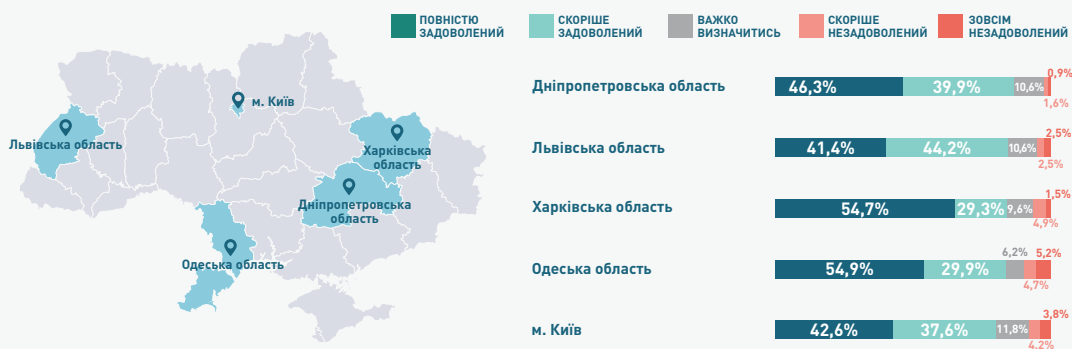 ПОВНІСТЮ
ЗАДОВОЛЕНИЙ
СКОРІШЕ
ЗАДОВОЛЕНИЙ
ВАЖКО
ВИЗНАЧИТИСЬ
СКОРІШЕ
НЕЗАДОВОЛЕНИЙ
ЗОВСІМ
НЕЗАДОВОЛЕНИЙ
м. Київ
Львівська область
Харківська
область
Дніпропетровська
область
Одеська область
Дніпропетровська область
46,3% 39,9% 10,6% 1,6% 0,9%
Львівська область
41,4% 44,2% 10,6% 2,5% 2,5%
Харківська область
54,7% 29,3% 9,6% 4,9% 1,5%
Одеська область
54,9% 29,9% 6,2% 4,7% 5,2%
м. Київ
42,6% 37,6% 11,8% 4,2% 3,8%